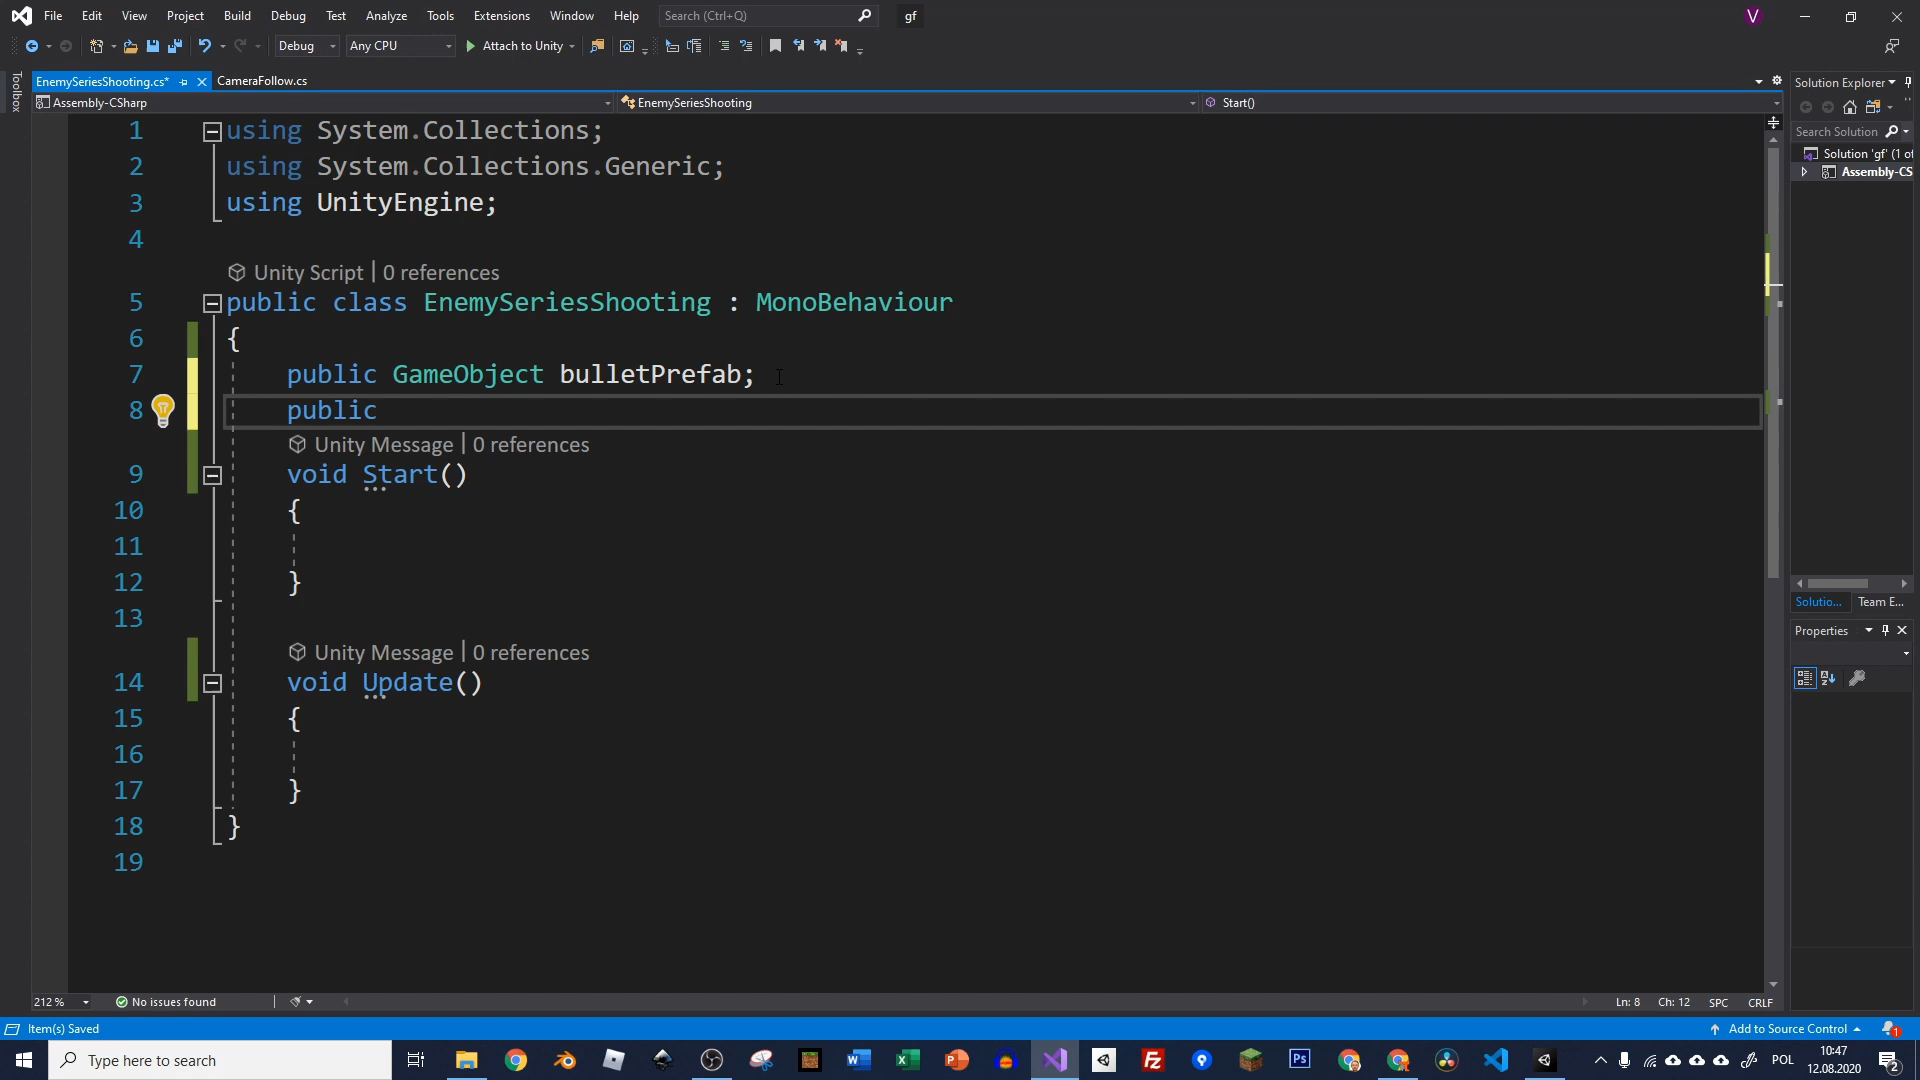 File Edit View Project Build Debug Test Analyze Tools Extensions Window Help Search (Ctrl+Q) gf V
Debug Any CPU Attach to Unity
Toolbox
EnemySeriesShooting.cs* CameraFollow.cs
Assembly-CSharp EnemySeriesShooting Start()
1 using System.Collections;
2 using System.Collections.Generic;
3 using UnityEngine;
4
Unity Script | 0 references
5 public class EnemySeriesShooting : MonoBehaviour
6 {
7 public GameObject bulletPrefab;
8 public
Unity Message | 0 references
9 void Start()
10 {
11
12 }
13
Unity Message | 0 references
14 void Update()
15 {
16
17 }
18 }
19
Solution Explorer
Search Solution
Solution 'gf' (1 of
Assembly-CS
Solutio... Team E...
Properties
212 % No issues found Ln: 8 Ch: 12 SPC CRLF
Item(s) Saved Add to Source Control 1
Type here to search POL 10:47
12.08.2020 2